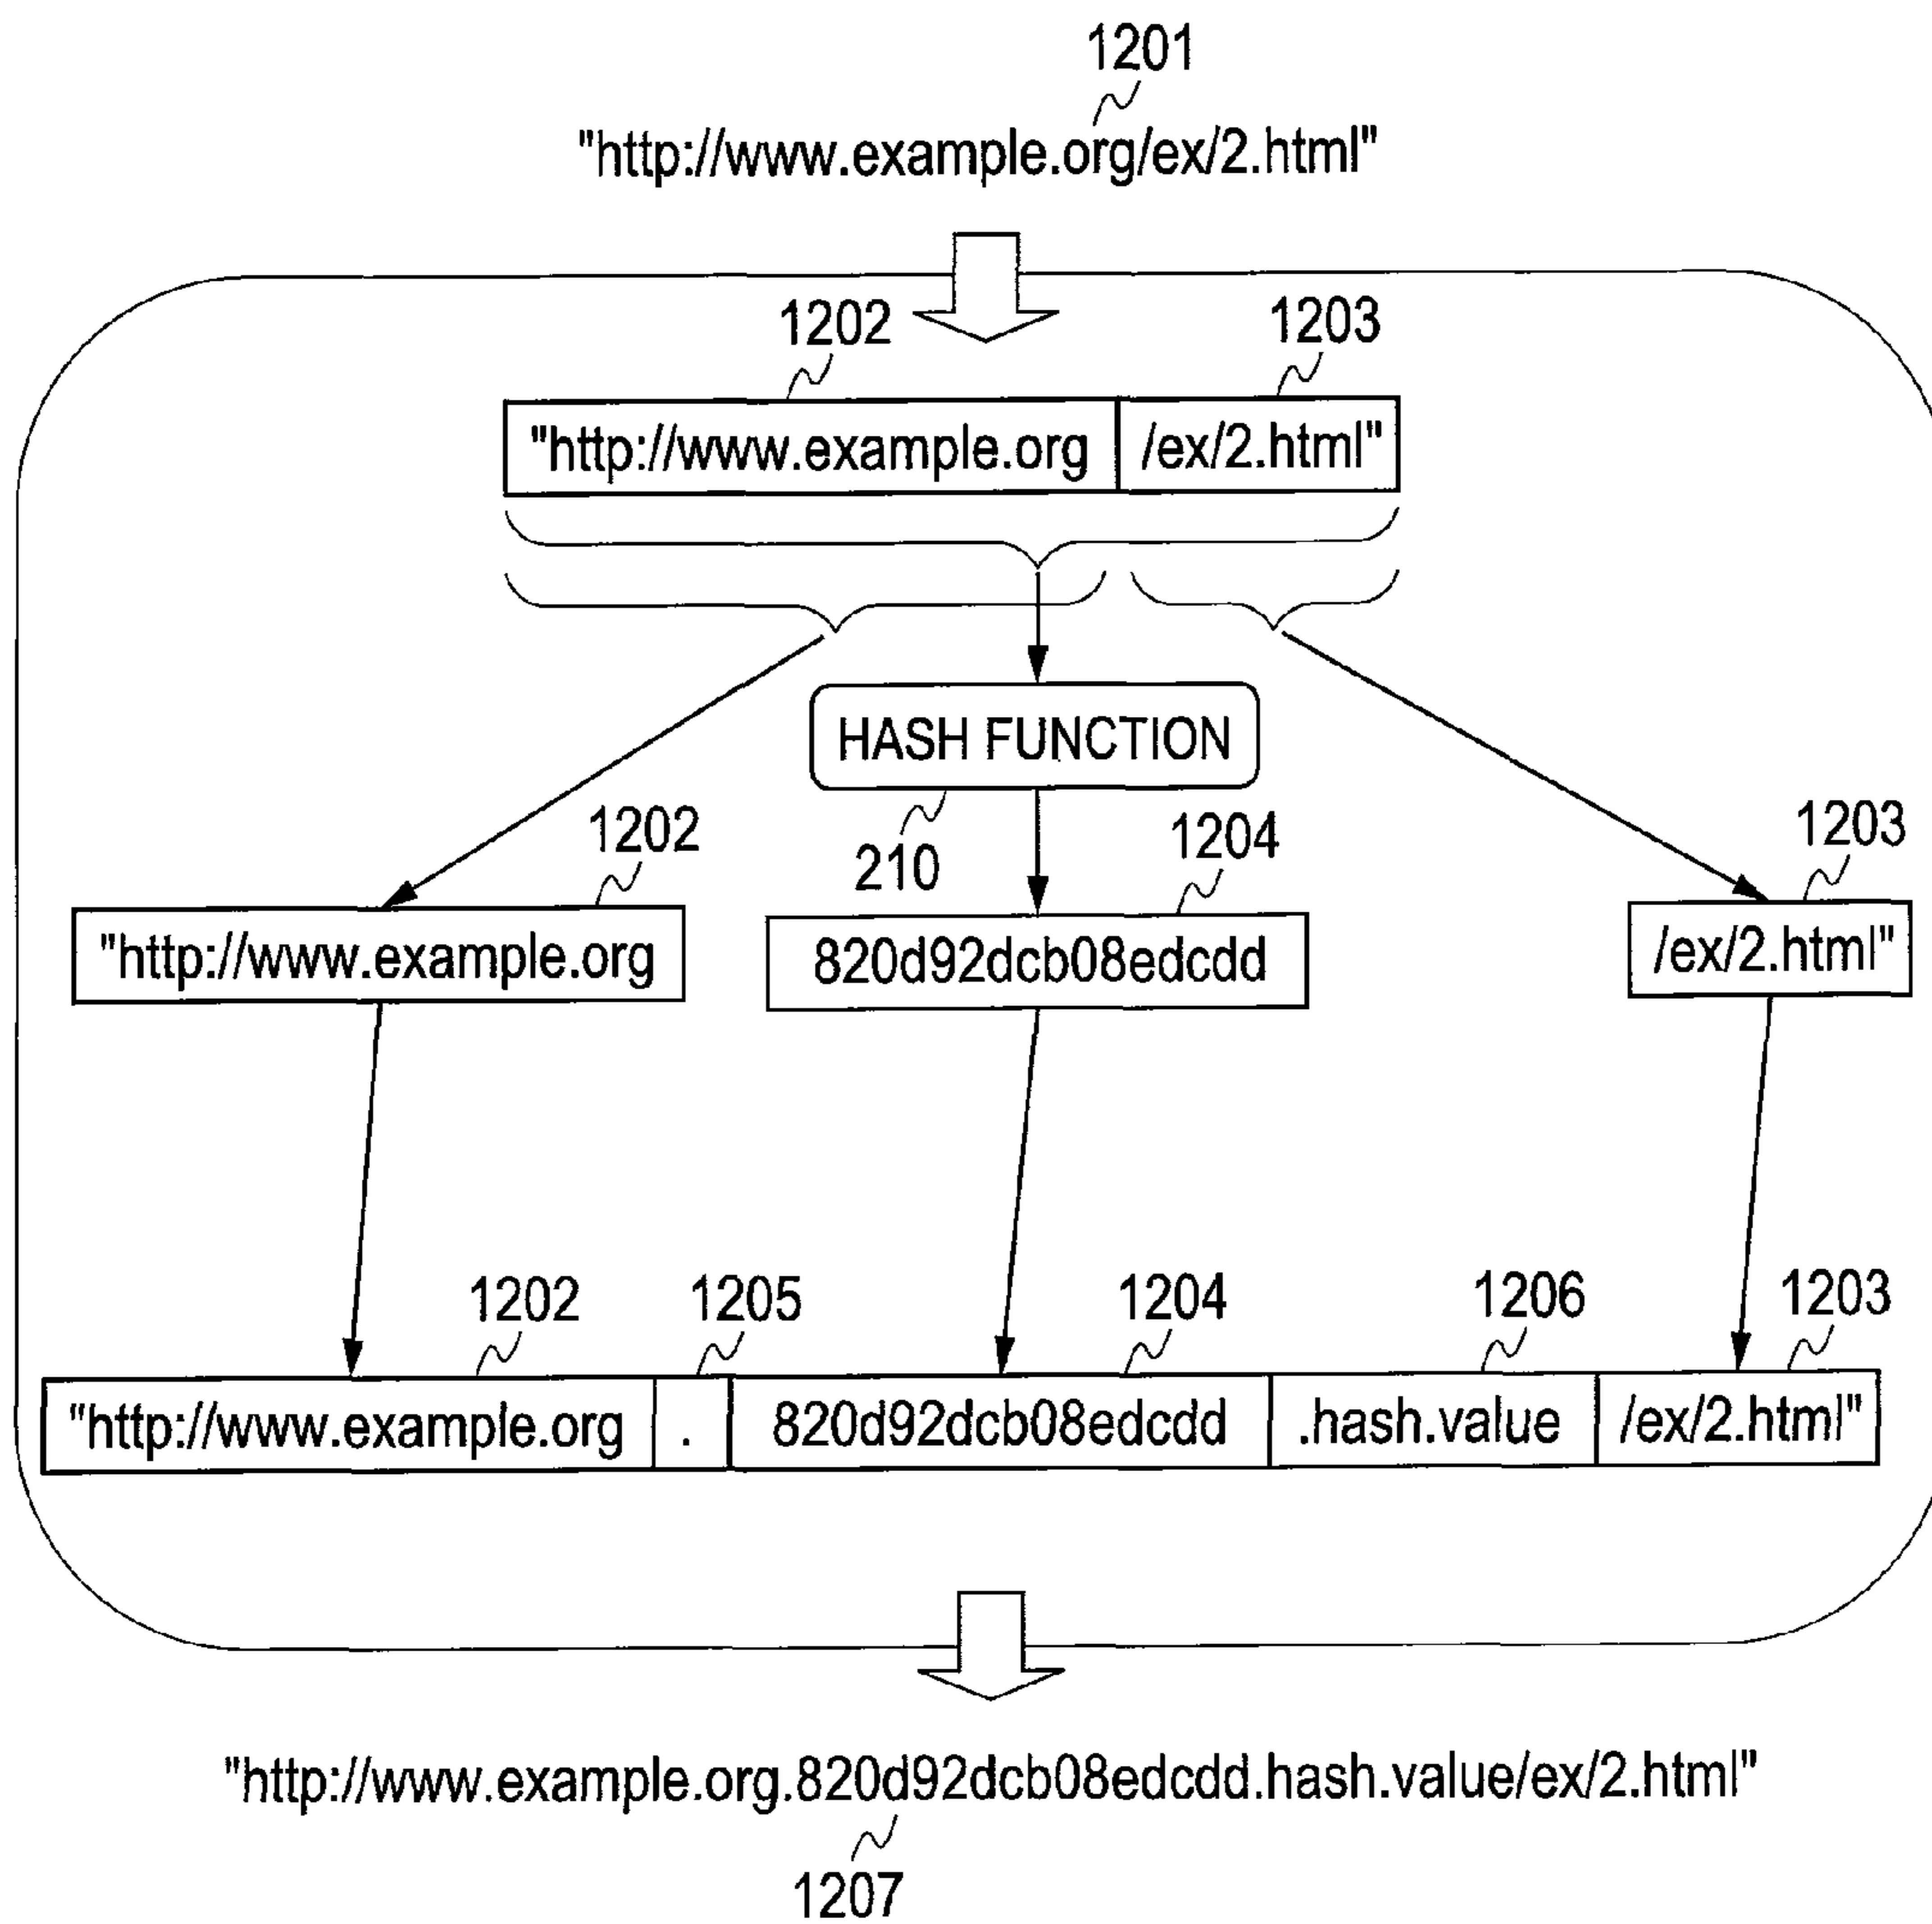 1201
"http://www.example.org/ex/2.html"
1202 1203
"http://www.example.org /ex/2.html"
HASH FUNCTION
210
1202 1204 1203
"http://www.example.org 820d92dcb08edcdd /ex/2.html"
1202 1205 1204 1206 1203
"http://www.example.org . 820d92dcb08edcdd .hash.value /ex/2.html"
"http://www.example.org.820d92dcb08edcdd.hash.value/ex/2.html"
1207